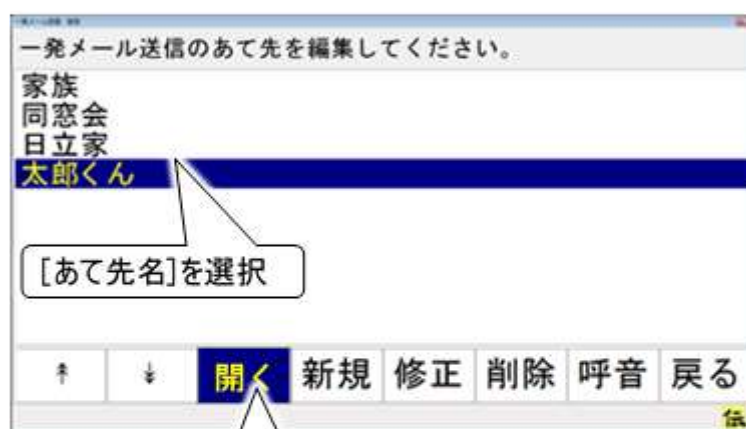 一発メール送信のあて先を編集してください。
家族
同窓会
日立家
太郎くん
[あて先名]を選択
↟ ↡ 開く 新規 修正 削除 呼音 戻る
伝